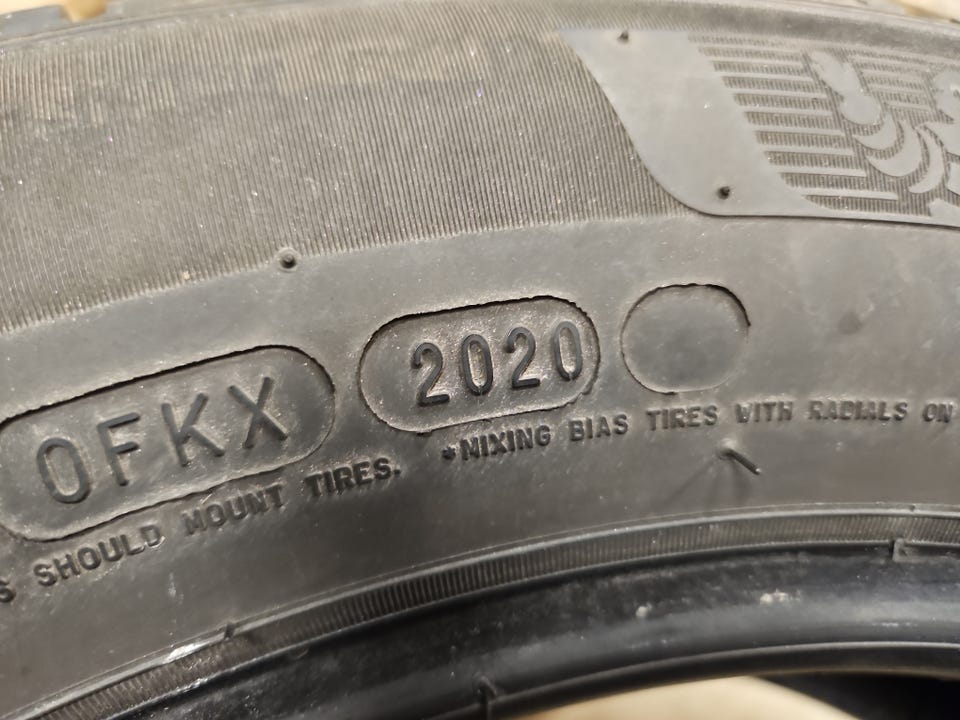 0FKX 2020
S SHOULD MOUNT TIRES. *MIXING BIAS TIRES WITH RADIALS ON